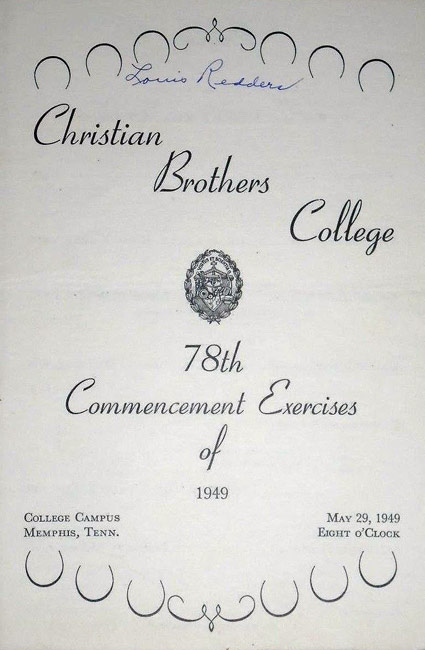 Louis Redders
Christian
Brothers
College
78th
Commencement Exercises
of
1949
College Campus
Memphis, Tenn.
May 29, 1949
Eight o'Clock